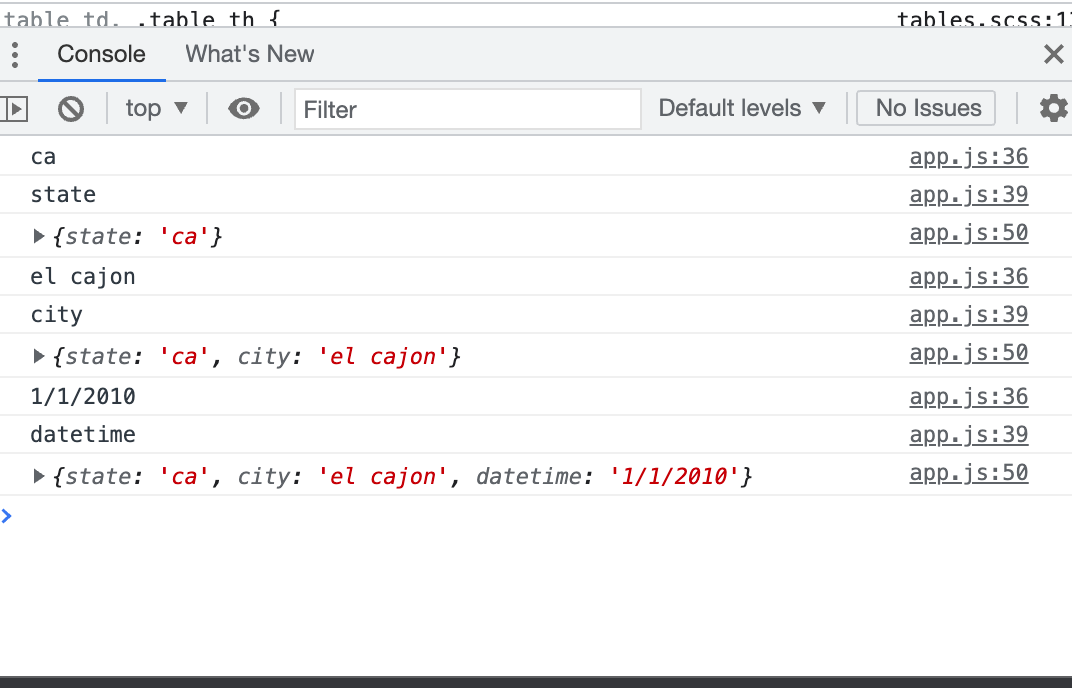 table td, .table th { tables.scss:1
Console What's New
top Filter Default levels No Issues
ca app.js:36
state app.js:39
{state: 'ca'} app.js:50
el cajon app.js:36
city app.js:39
{state: 'ca', city: 'el cajon'} app.js:50
1/1/2010 app.js:36
datetime app.js:39
{state: 'ca', city: 'el cajon', datetime: '1/1/2010'} app.js:50